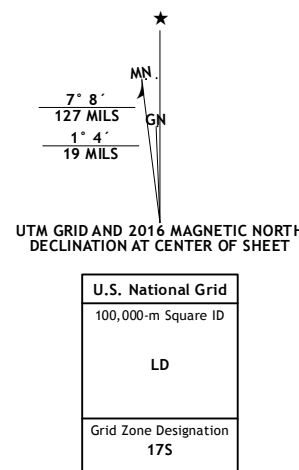 ★
MN
7° 8´
127 MILS
GN
1° 4´
19 MILS
UTM GRID AND 2016 MAGNETIC NORTH
DECLINATION AT CENTER OF SHEET
U.S. National Grid
100,000-m Square ID
LD
Grid Zone Designation
17S